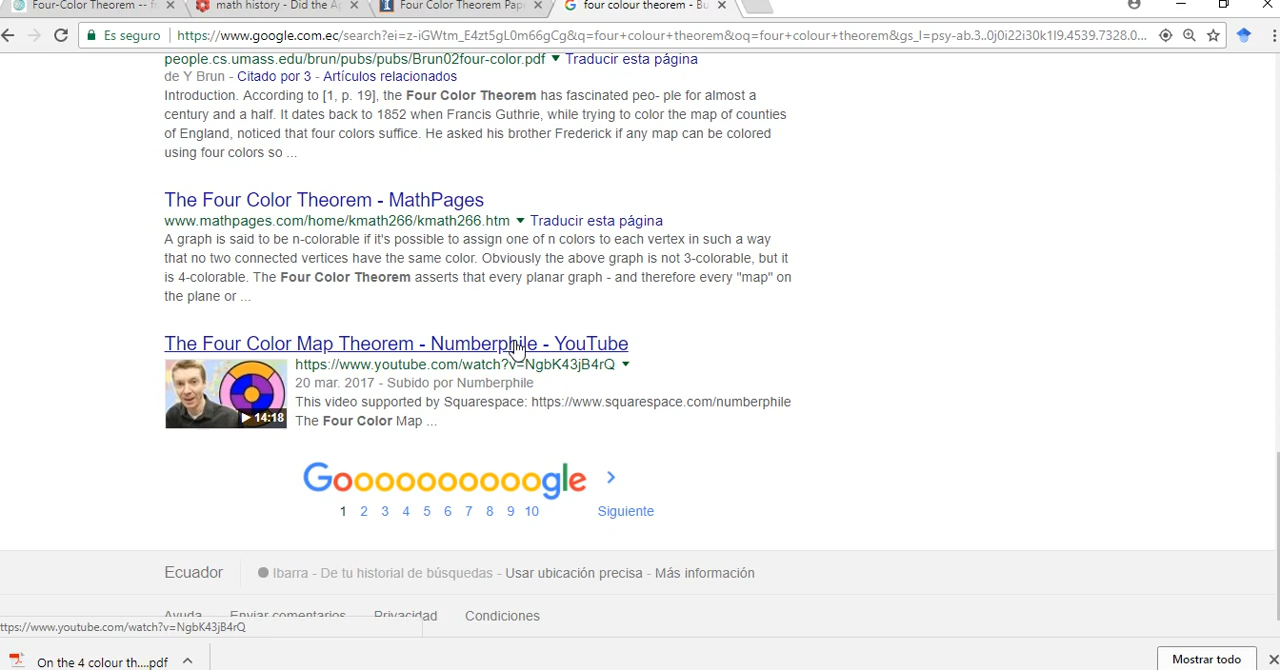 Four-Color Theorem -- fr
math history - Did the Ap
Four Color Theorem Pape
four colour theorem - Bu
Es seguro
https://www.google.com.ec/search?ei=z-iGWtm_E4zt5gL0m66gCg&q=four+colour+theorem&oq=four+colour+theorem&gs_l=psy-ab.3..0j0i22i30k1l9.4539.7328.0...
people.cs.umass.edu/brun/pubs/pubs/Brun02four-color.pdf ▼ Traducir esta página
de Y Brun - Citado por 3 - Artículos relacionados
Introduction. According to [1, p. 19], the Four Color Theorem has fascinated peo- ple for almost a
century and a half. It dates back to 1852 when Francis Guthrie, while trying to color the map of counties
of England, noticed that four colors suffice. He asked his brother Frederick if any map can be colored
using four colors so ...
The Four Color Theorem - MathPages
www.mathpages.com/home/kmath266/kmath266.htm ▼ Traducir esta página
A graph is said to be n-colorable if it's possible to assign one of n colors to each vertex in such a way
that no two connected vertices have the same color. Obviously the above graph is not 3-colorable, but it
is 4-colorable. The Four Color Theorem asserts that every planar graph - and therefore every "map" on
the plane or ...
The Four Color Map Theorem - Numberphile - YouTube
https://www.youtube.com/watch?v=NgbK43jB4rQ ▼
20 mar. 2017 - Subido por Numberphile
This video supported by Squarespace: https://www.squarespace.com/numberphile
The Four Color Map ...
14:18
Goooooooooogle
1 2 3 4 5 6 7 8 9 10 Siguiente
Ecuador
Ibarra - De tu historial de búsquedas - Usar ubicación precisa - Más información
Ayuda Enviar comentarios Privacidad Condiciones
ttps://www.youtube.com/watch?v=NgbK43jB4rQ
On the 4 colour th....pdf
Mostrar todo